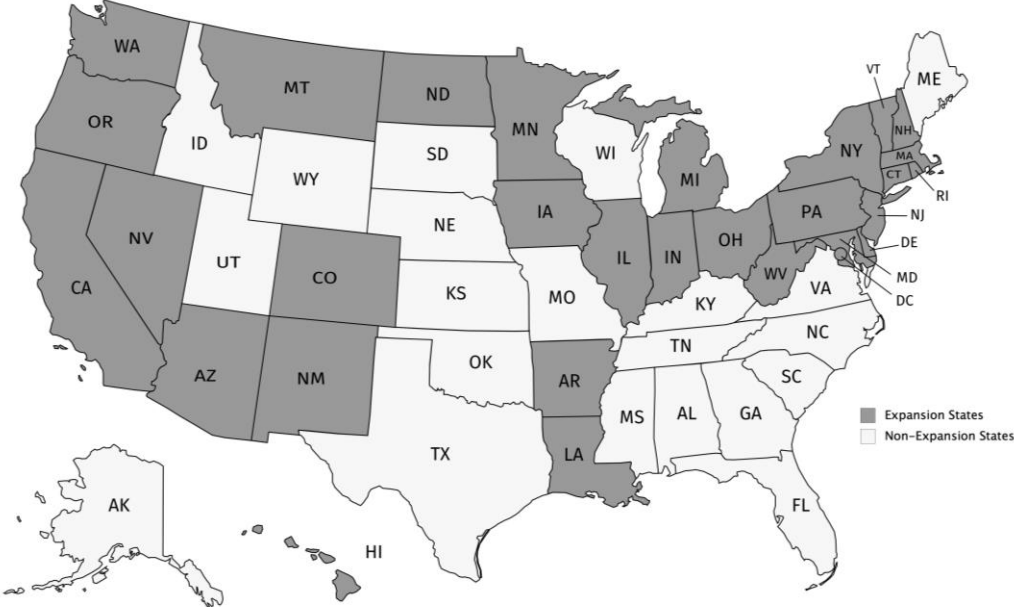 WA
MT
ND
MN
OR
ID
SD
WI
WY
MI
VT
ME
NH
NY
MA
CT
RI
NV
NE
IA
PA
NJ
UT
CO
IL
IN
OH
DE
CA
KS
MO
WV
VA
MD
DC
KY
AZ
NM
OK
AR
TN
NC
SC
MS
AL
GA
TX
LA
FL
AK
HI
Expansion States
Non-Expansion States